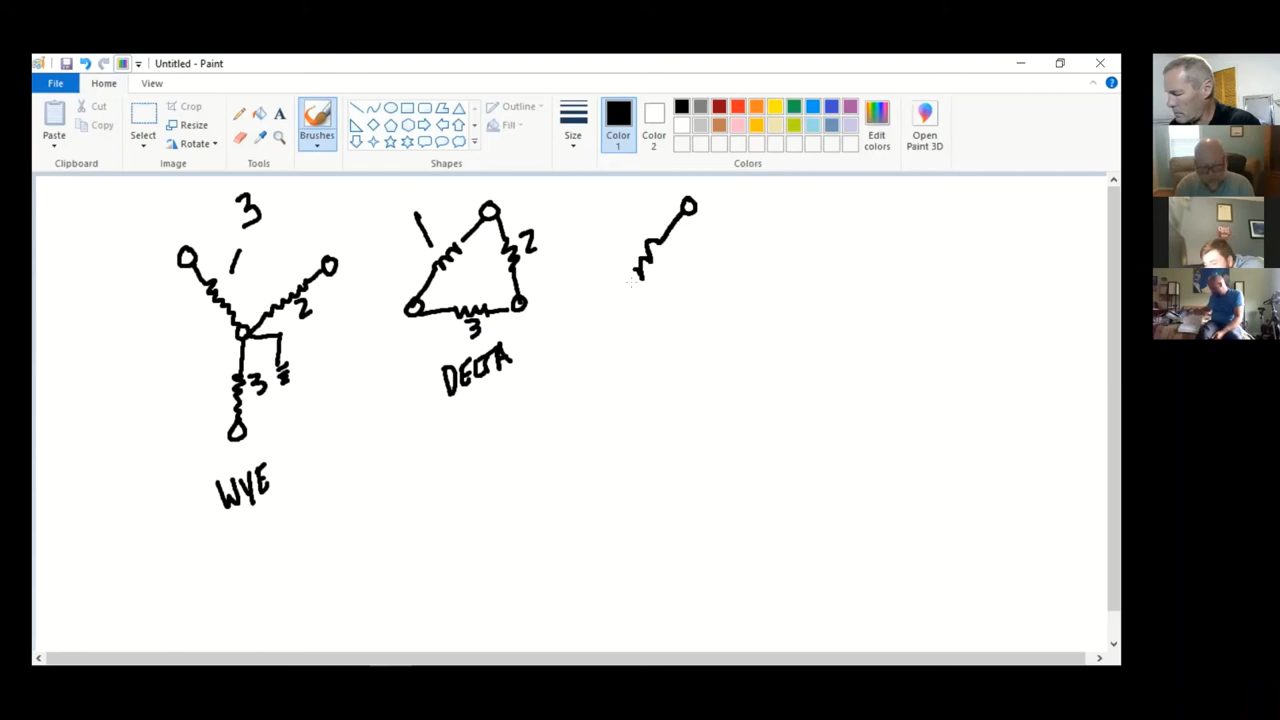 Untitled - Paint
File
Home
View
Paste
Cut
Copy
Clipboard
Select
Crop
Resize
Rotate
Image
A
Tools
Brushes
Shapes
Outline
Fill
Size
Color 1
Color 2
Edit colors
Colors
Open Paint 3D
3
1
2
3
WYE
1
2
3
DELTA